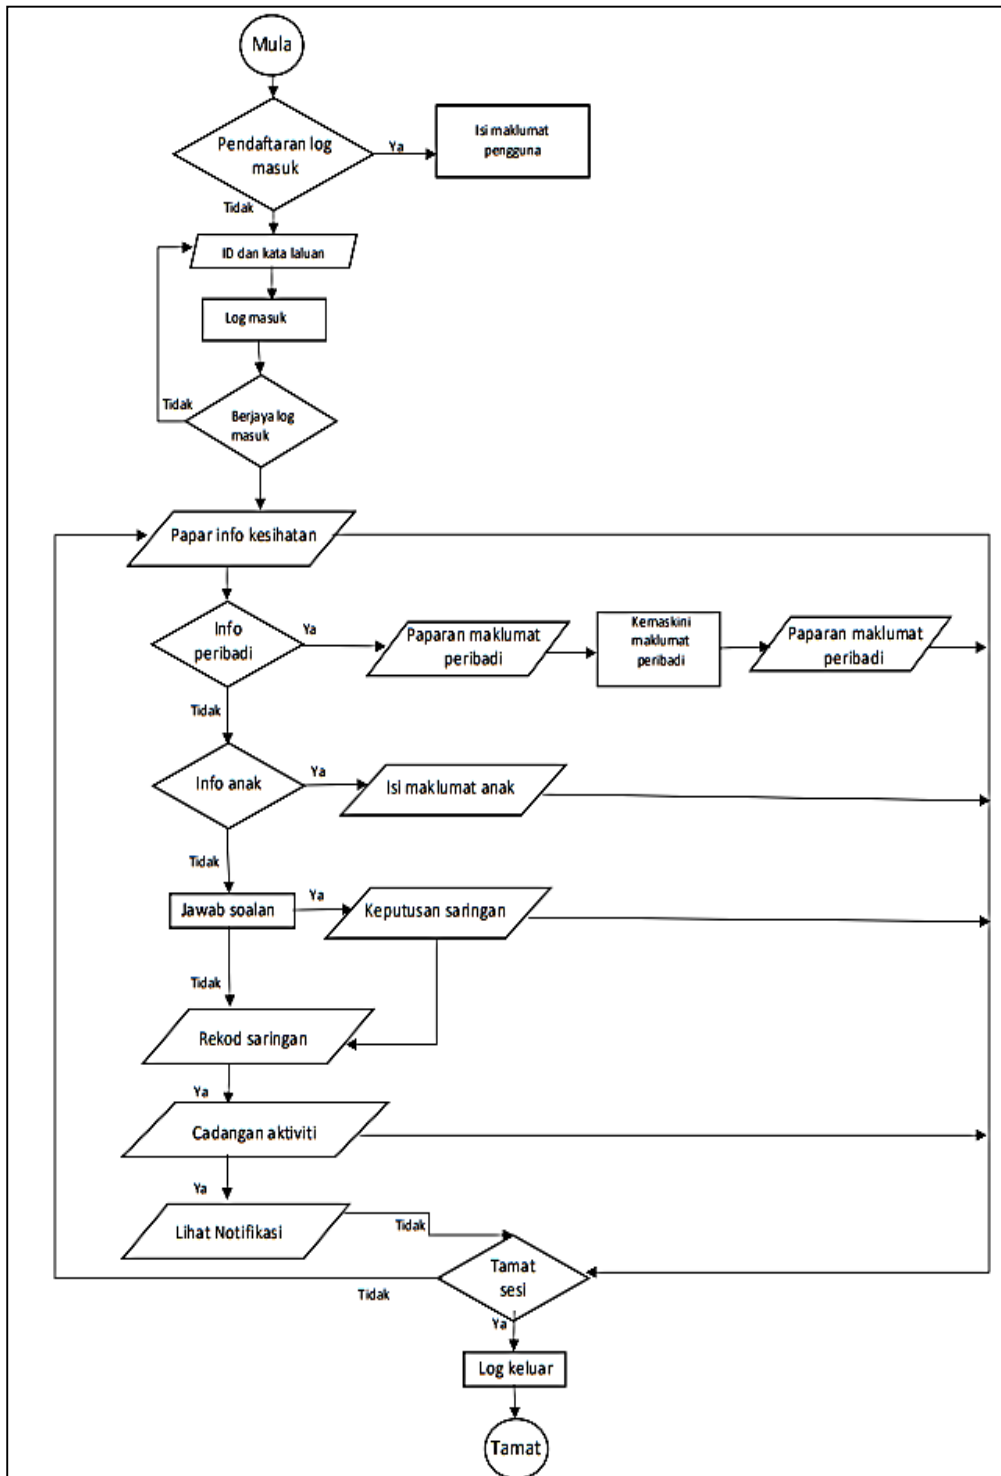 Mula
Pendaftaran log
masuk
Ya
Isi maklumat
pengguna
Tidak
ID dan kata laluan
Log masuk
Tidak
Berjaya log
masuk
Papar info kesihatan
Info
peribadi
Ya
Paparan maklumat
peribadi
Kemaskini
maklumat
peribadi
Paparan maklumat
peribadi
Tidak
Info anak
Ya
Isi maklumat anak
Tidak
Jawab soalan
Ya
Keputusan saringan
Tidak
Rekod saringan
Ya
Cadangan aktiviti
Ya
Lihat Notifikasi
Tidak
Tamat
sesi
Tidak
Ya
Log keluar
Tamat